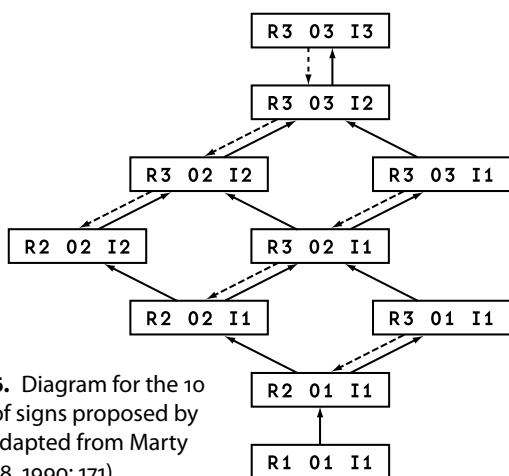 R3 O3 I3
R3 O3 I2
R3 O2 I2
R3 O3 I1
R2 O2 I2
R3 O2 I1
R2 O2 I1
R3 O1 I1
Diagram for the 10
R2 O1 I1
of signs proposed by
dapted from Marty
1990: 171)
R1 O1 I1